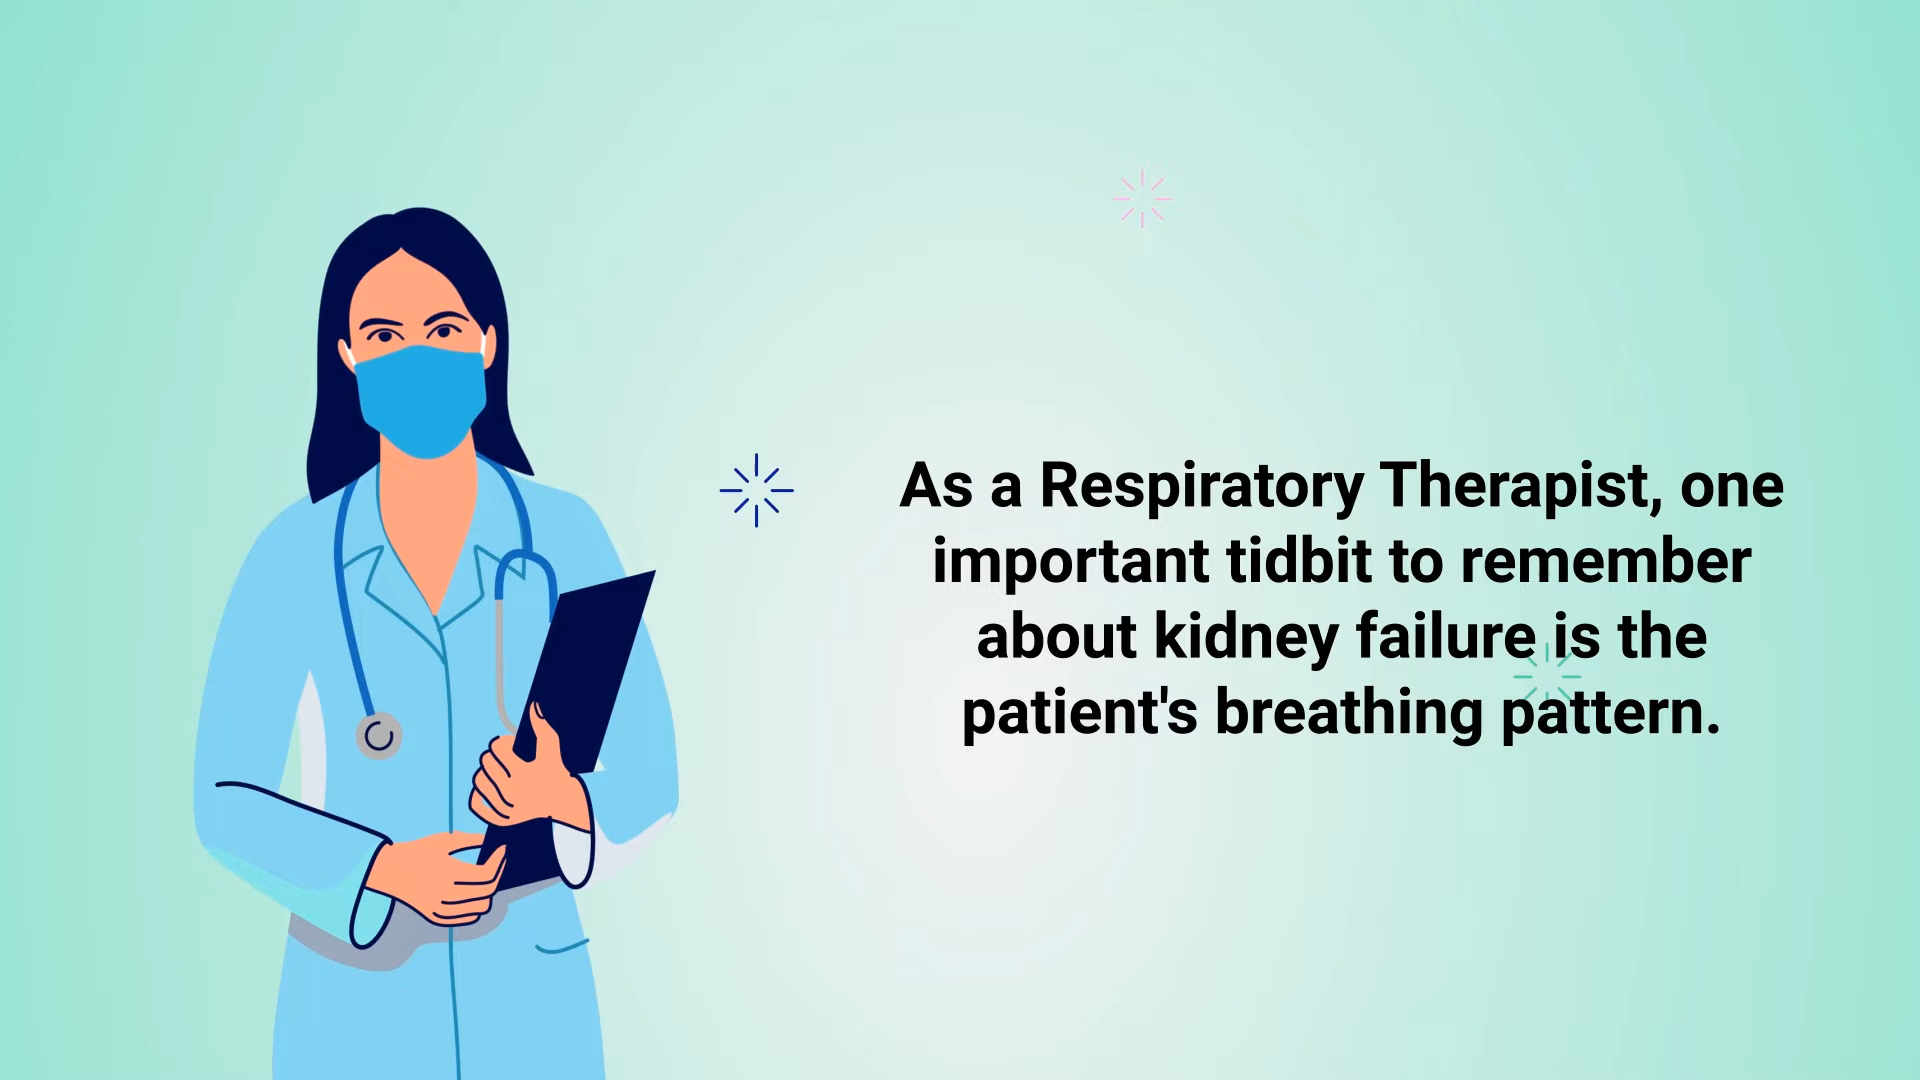 As a Respiratory Therapist, one
important tidbit to remember
about kidney failure is the
patient's breathing pattern.